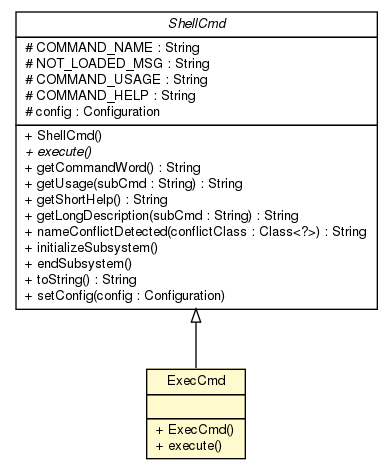 ShellCmd
# COMMAND_NAME : String
# NOT_LOADED_MSG : String
# COMMAND_USAGE : String
# COMMAND_HELP : String
# config : Configuration
+ ShellCmd()
+ execute()
+ getCommandWord() : String
+ getUsage(subCmd : String) : String
+ getShortHelp() : String
+ getLongDescription(subCmd : String) : String
+ nameConflictDetected(conflictClass : Class<?>) : String
+ initializeSubsystem()
+ endSubsystem()
+ toString() : String
+ setConfig(config : Configuration)
ExecCmd
+ ExecCmd()
+ execute()